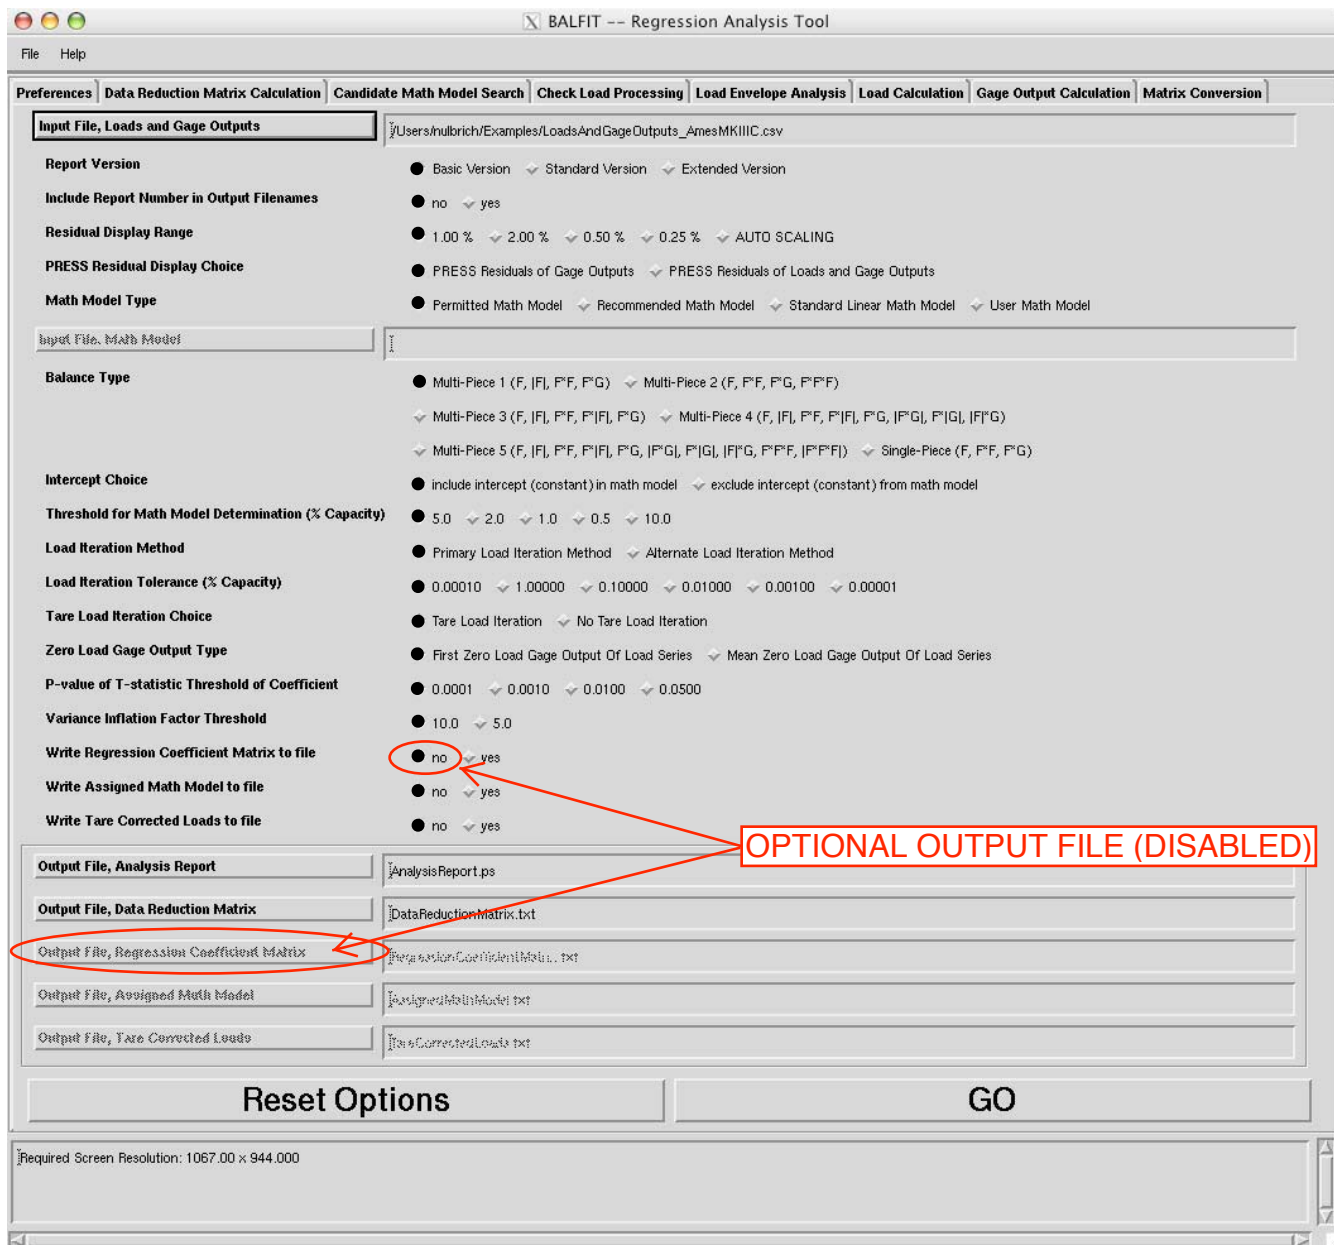 BALFIT -- Regression Analysis Tool
File Help
Preferences Data Reduction Matrix Calculation Candidate Math Model Search Check Load Processing Load Envelope Analysis Load Calculation Gage Output Calculation Matrix Conversion
Input File, Loads and Gage Outputs /Users/nulbrich/Examples/LoadsAndGageOutputs_AmesMKIIIC.csv
Report Version Basic Version Standard Version Extended Version
Include Report Number in Output Filenames no yes
Residual Display Range 1.00 % 2.00 % 0.50 % 0.25 % AUTO SCALING
PRESS Residual Display Choice PRESS Residuals of Gage Outputs PRESS Residuals of Loads and Gage Outputs
Math Model Type Permitted Math Model Recommended Math Model Standard Linear Math Model User Math Model
Input File, Math Model
Balance Type Multi-Piece 1 (F, |F|, F*F, F*G) Multi-Piece 2 (F, F*F, F*G, F*F*F)
Multi-Piece 3 (F, |F|, F*F, F*|F|, F*G) Multi-Piece 4 (F, |F|, F*F, F*|F|, F*G, |F*G|, F*|G|, |F|*G)
Multi-Piece 5 (F, |F|, F*F, F*|F|, F*G, |F*G|, F*|G|, |F|*G, F*F*F, |F*F*F|) Single-Piece (F, F*F, F*G)
Intercept Choice include intercept (constant) in math model exclude intercept (constant) from math model
Threshold for Math Model Determination (% Capacity) 5.0 2.0 1.0 0.5 10.0
Load Iteration Method Primary Load Iteration Method Alternate Load Iteration Method
Load Iteration Tolerance (% Capacity) 0.00010 1.00000 0.10000 0.01000 0.00100 0.00001
Tare Load Iteration Choice Tare Load Iteration No Tare Load Iteration
Zero Load Gage Output Type First Zero Load Gage Output Of Load Series Mean Zero Load Gage Output Of Load Series
P-value of T-statistic Threshold of Coefficient 0.0001 0.0010 0.0100 0.0500
Variance Inflation Factor Threshold 10.0 5.0
Write Regression Coefficient Matrix to file no yes
Write Assigned Math Model to file no yes
Write Tare Corrected Loads to file no yes
OPTIONAL OUTPUT FILE (DISABLED)
Output File, Analysis Report AnalysisReport.ps
Output File, Data Reduction Matrix DataReductionMatrix.txt
Output File, Regression Coefficient Matrix RegressionCoefficientMatrix.txt
Output File, Assigned Math Model AssignedMathModel.txt
Output File, Tare Corrected Loads TareCorrectedLoads.txt
Reset Options GO
Required Screen Resolution: 1067.00 x 944.000